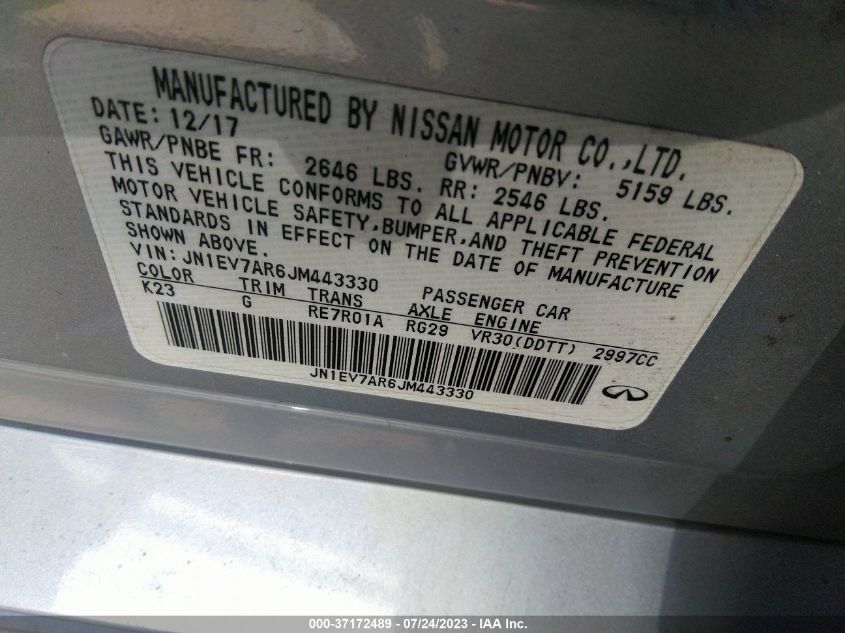 MANUFACTURED BY NISSAN MOTOR CO.,LTD.
DATE: 12/17 GVWR/PNBV: 5159 LBS.
GAWR/PNBE FR: 2646 LBS. RR: 2546 LBS.
THIS VEHICLE CONFORMS TO ALL APPLICABLE FEDERAL
MOTOR VEHICLE SAFETY,BUMPER,AND THEFT PREVENTION
STANDARDS IN EFFECT ON THE DATE OF MANUFACTURE
SHOWN ABOVE.
VIN: JN1EV7AR6JM443330 PASSENGER CAR
COLOR TRIM TRANS AXLE ENGINE
K23 G RE7R01A RG29 VR30(DDTT) 2997CC
JN1EV7AR6JM443330
000-37172489 - 07/24/2023 - IAA Inc.